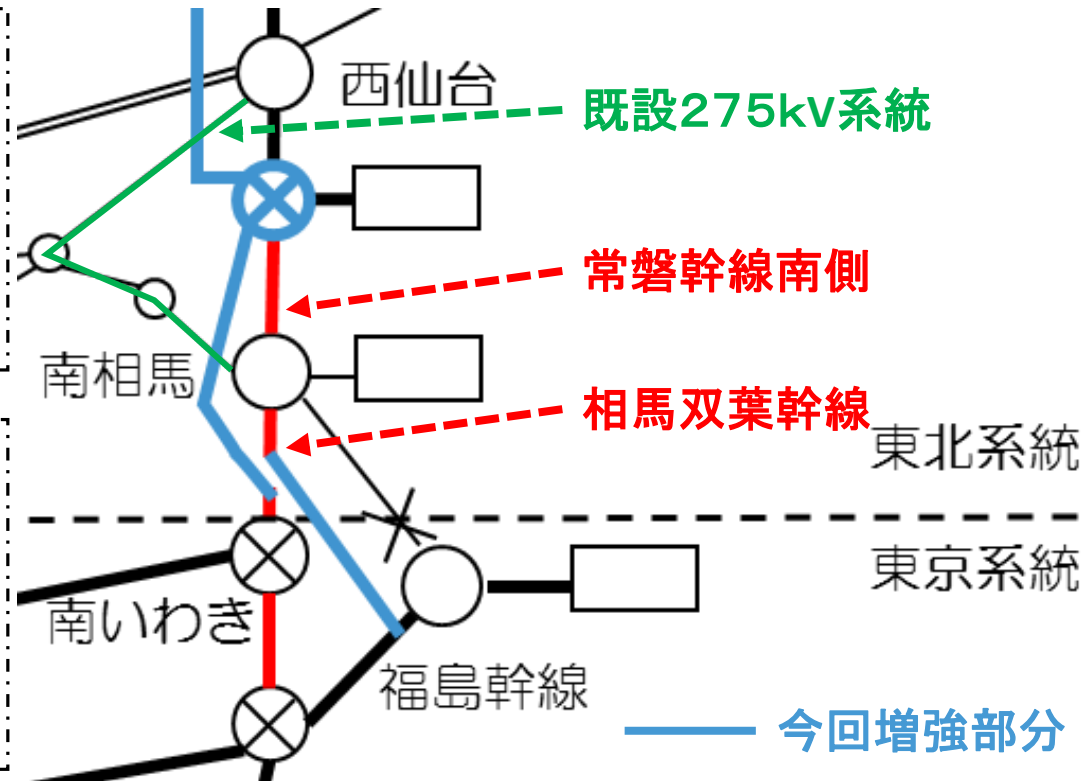 西仙台
既設275kV系統
常磐幹線南側
南相馬
相馬双葉幹線
東北系統
東京系統
南いわき
福島幹線
今回増強部分